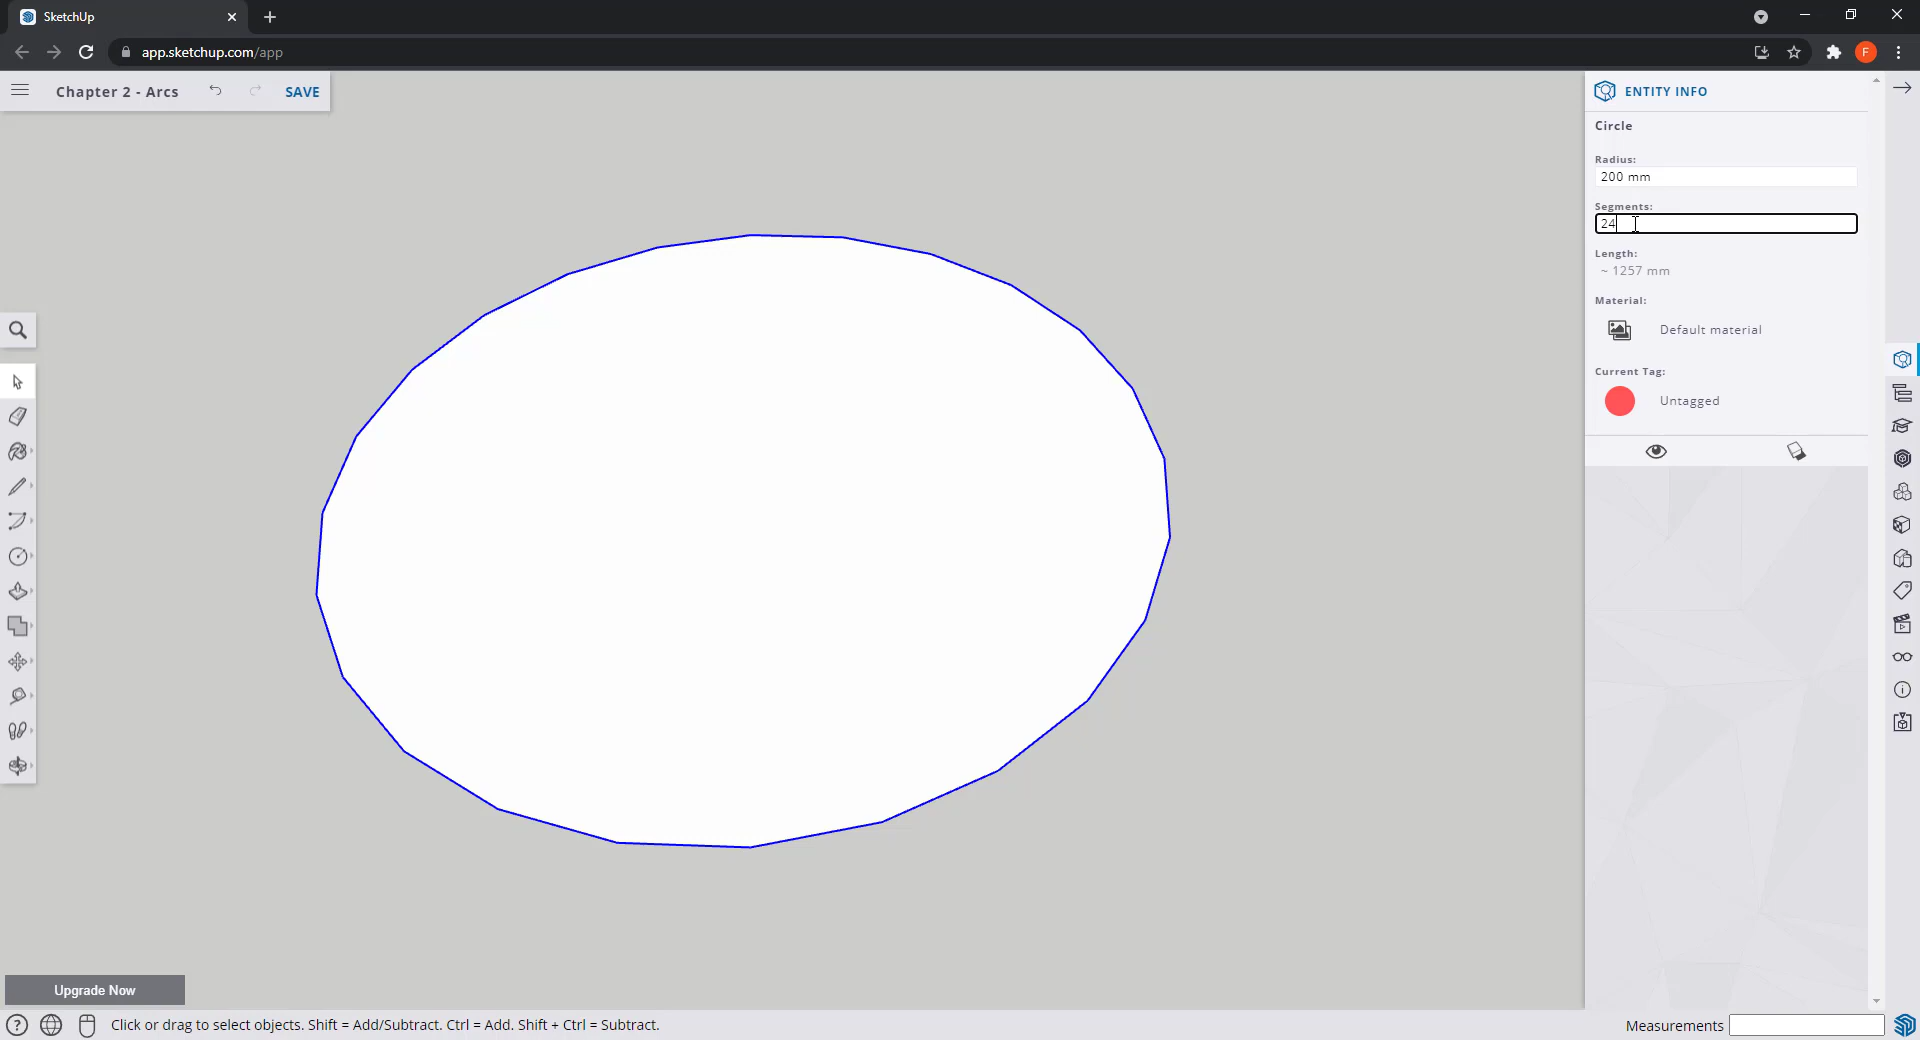 SketchUp
app.sketchup.com/app
F
Chapter 2 - Arcs
SAVE
ENTITY INFO
Circle
Radius:
200 mm
Segments:
24
Length:
~ 1257 mm
Material:
Default material
Current Tag:
Untagged
Upgrade Now
Click or drag to select objects. Shift = Add/Subtract. Ctrl = Add. Shift + Ctrl = Subtract.
Measurements